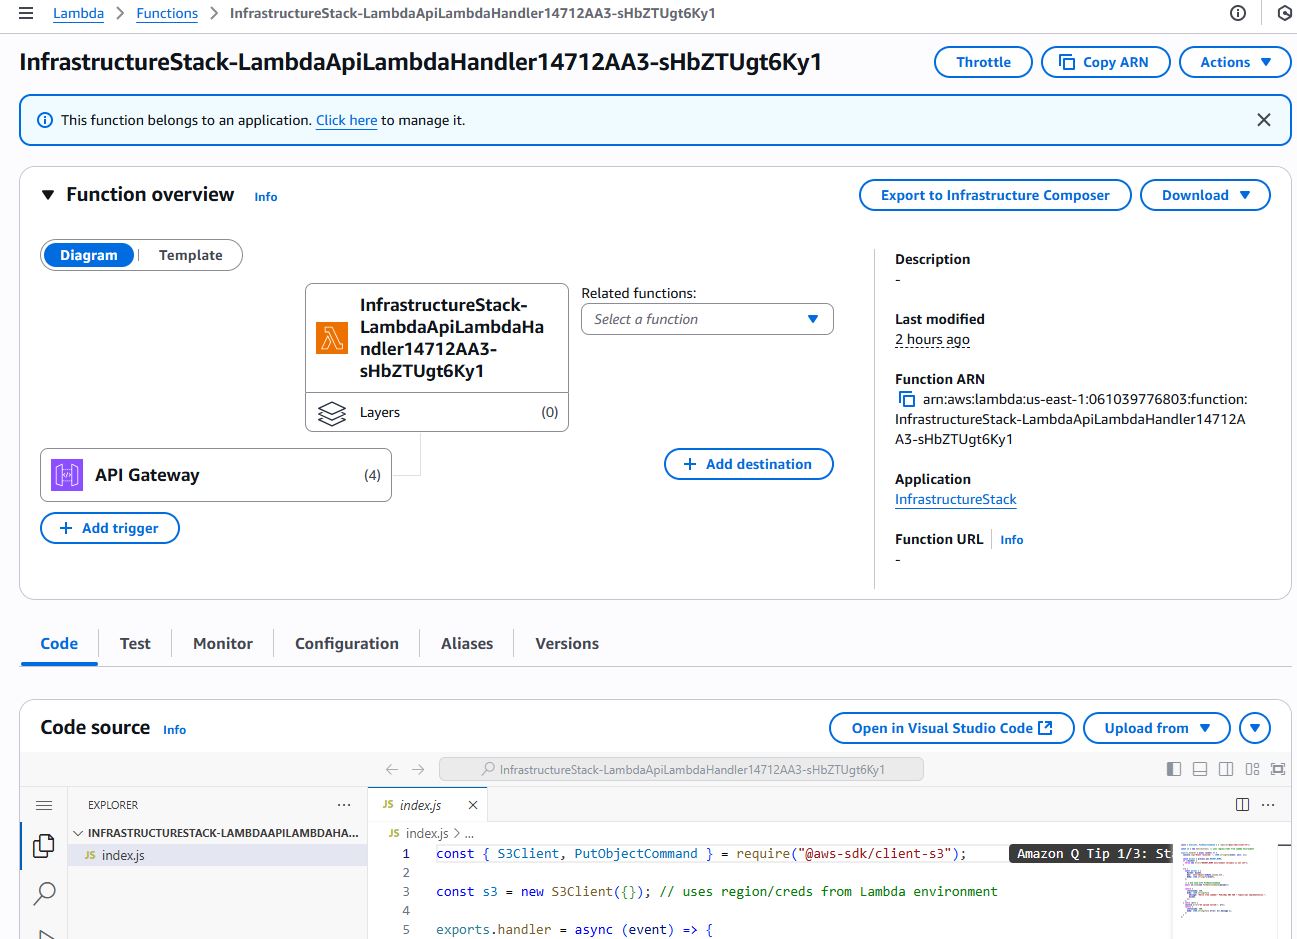 Lambda > Functions > InfrastructureStack-LambdaApiLambdaHandler14712AA3-sHbZTUgt6Ky1
InfrastructureStack-LambdaApiLambdaHandler14712AA3-sHbZTUgt6Ky1
Throttle
Copy ARN
Actions
This function belongs to an application. Click here to manage it.
Function overview
Info
Export to Infrastructure Composer
Download
Diagram
Template
InfrastructureStack-
LambdaApiLambdaHa
ndler14712AA3-
sHbZTUgt6Ky1
Layers
(0)
Related functions:
Select a function
API Gateway
(4)
Add destination
Add trigger
Description
-
Last modified
2 hours ago
Function ARN
arn:aws:lambda:us-east-1:061039776803:function:
InfrastructureStack-LambdaApiLambdaHandler14712A
A3-sHbZTUgt6Ky1
Application
InfrastructureStack
Function URL
Info
-
Code
Test
Monitor
Configuration
Aliases
Versions
Code source
Info
Open in Visual Studio Code
Upload from
InfrastructureStack-LambdaApiLambdaHandler14712AA3-sHbZTUgt6Ky1
EXPLORER
...
INFRASTRUCTURESTACK-LAMBDAAPILAMBDAHA...
JS index.js
JS index.js
JS index.js > ...
1 const { S3Client, PutObjectCommand } = require("@aws-sdk/client-s3");
Amazon Q Tip 1/3: St
2
3 const s3 = new S3Client({}); // uses region/creds from Lambda environment
4
5 exports.handler = async (event) => {